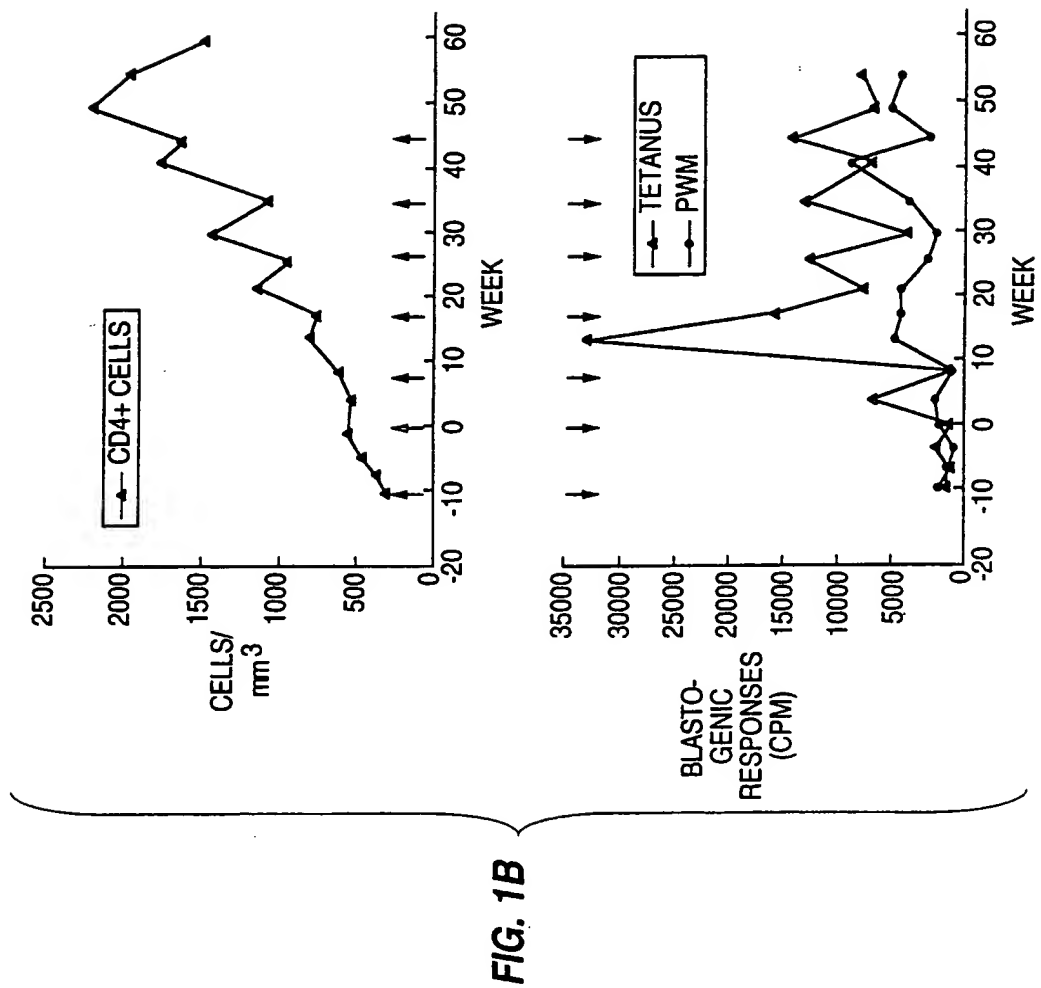 FIG. 1B
CELLS/
mm3
2500
2000
1500
1000
500
0
CD4+ CELLS
-20
-10
0
10
20
30
40
50
60
WEEK
BLASTO-
GENIC
RESPONSES
(CPM)
35000
30000
25000
20000
15000
10000
5000
0
TETANUS
PWM
-20
-10
0
10
20
30
40
50
60
WEEK